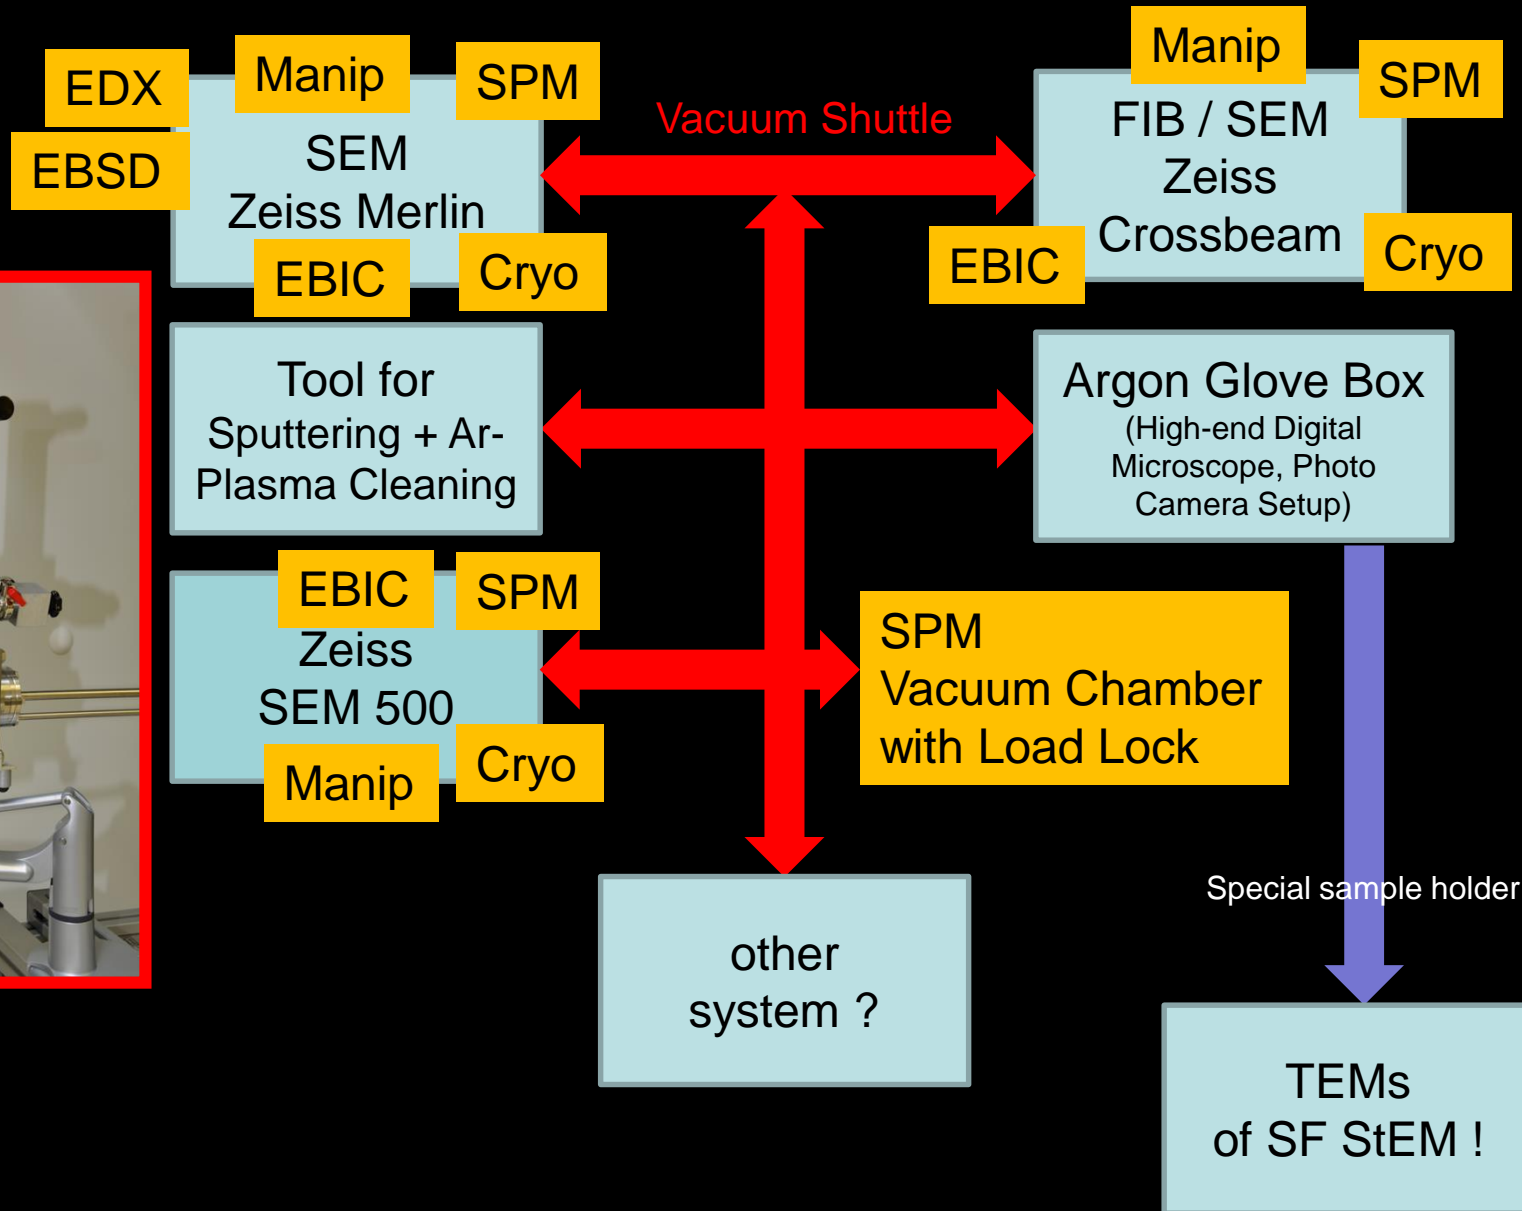 EDX
Manip
SPM
EBSD
SEM
Zeiss Merlin
EBIC
Cryo
Vacuum Shuttle
Manip
SPM
FIB / SEM
Zeiss
Crossbeam
EBIC
Cryo
Tool for
Sputtering + Ar-
Plasma Cleaning
Argon Glove Box
(High-end Digital
Microscope, Photo
Camera Setup)
EBIC
SPM
Zeiss
SEM 500
Manip
Cryo
SPM
Vacuum Chamber
with Load Lock
Special sample holder
other
system ?
TEMs
of SF StEM !